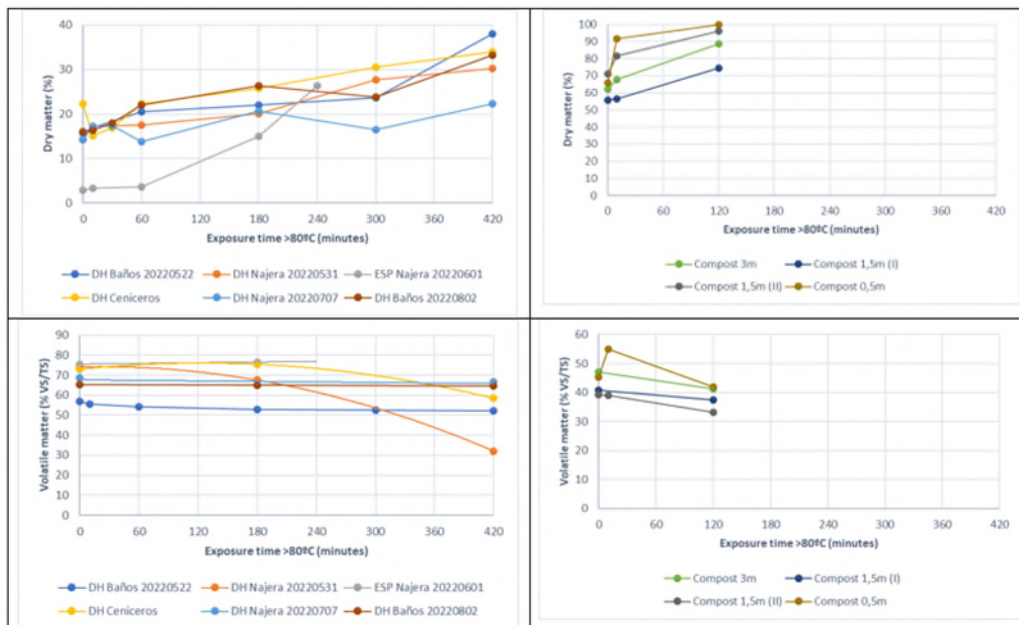 Dry matter (%)
40
30
20
10
0
0 60 120 180 240 300 360 420
Exposure time >80ºC (minutes)
DH Baños 20220522 DH Najera 20220531 ESP Najera 20220601
DH Ceniceros DH Najera 20220707 DH Baños 20220802
Dry matter (%)
100
90
80
70
60
50
40
30
20
10
0
0 60 120 180 240 300 360 420
Exposure time >80ºC (minutes)
Compost 3m Compost 1,5m (I)
Compost 1,5m (II) Compost 0,5m
Volatile matter (% VS/TS)
90
80
70
60
50
40
30
20
10
0
0 60 120 180 240 300 360 420
Exposure time >80ºC (minutes)
DH Baños 20220522 DH Najera 20220531 ESP Najera 20220601
DH Ceniceros DH Najera 20220707 DH Baños 20220802
Volatile matter (% VS/TS)
60
50
40
30
20
10
0
0 60 120 180 240 300 360 420
Exposure time >80ºC (minutes)
Compost 3m Compost 1,5m (I)
Compost 1,5m (II) Compost 0,5m